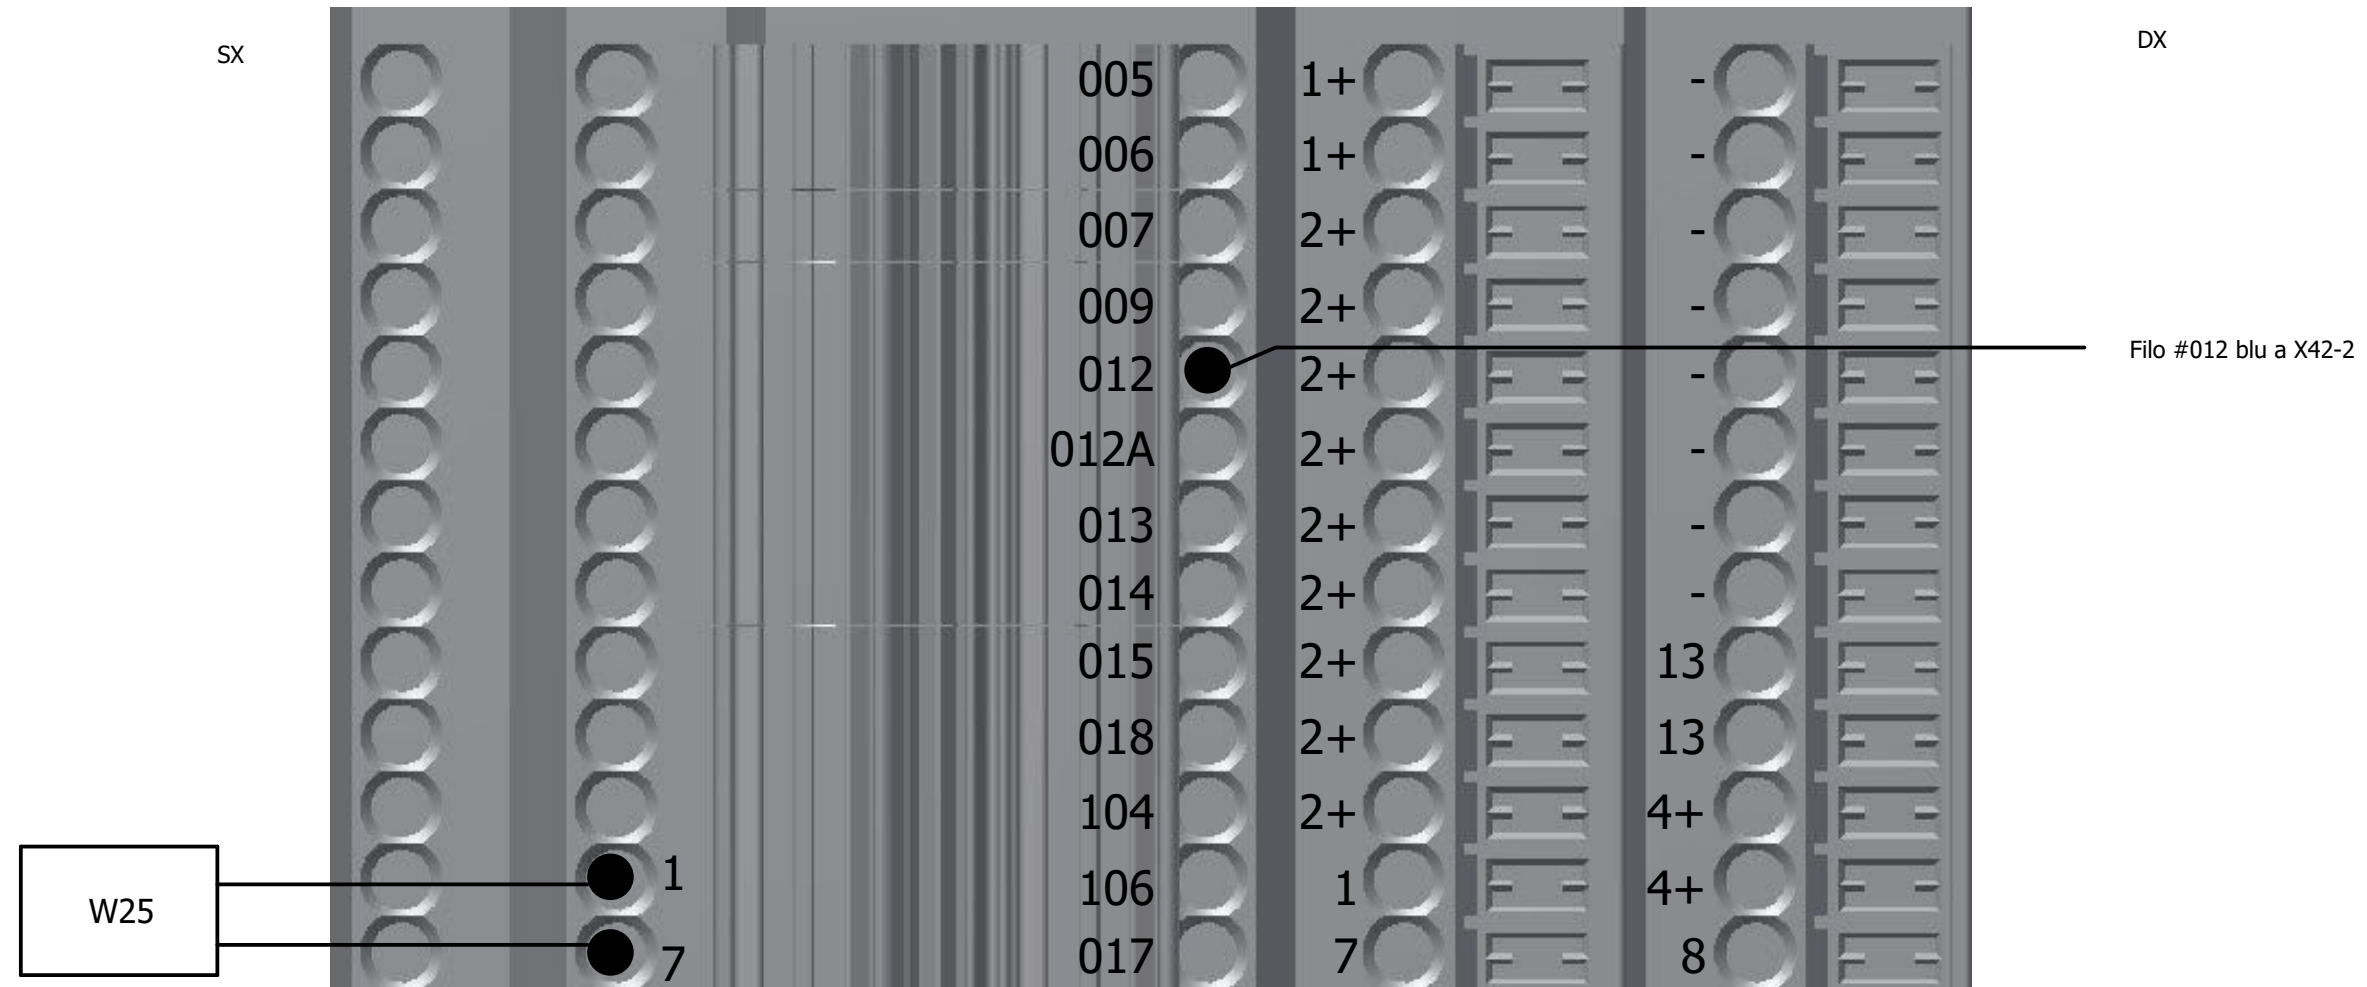 SX
DX
005 1+ -
006 1+ -
007 2+ -
009 2+ -
012 2+ - Filo #012 blu a X42-2
012A 2+ -
013 2+ -
014 2+ -
015 2+ 13
018 2+ 13
104 2+ 4+
1 106 1 4+
W25
7 017 7 8